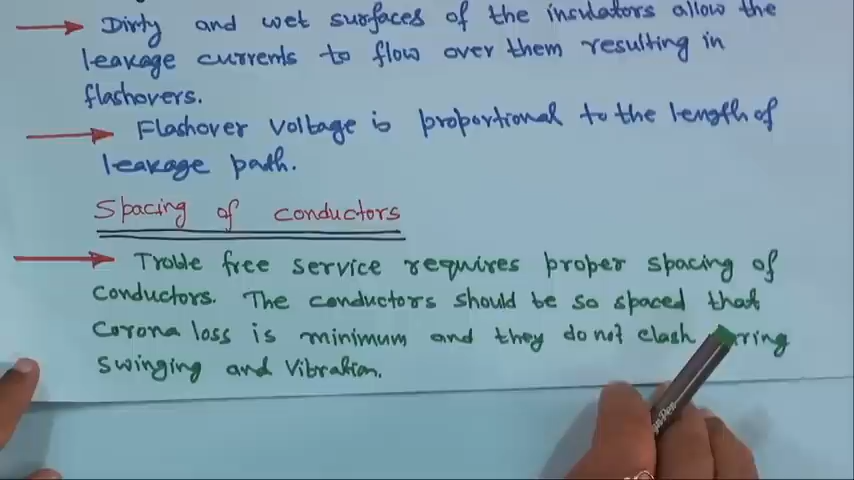 Dirty and wet surfaces of the insulators allow the
leakage currents to flow over them resulting in
flashovers.
Flashover Voltage is proportional to the length of
leakage path.
Spacing of conductors
Troble free service requires proper spacing of
conductors. The conductors should be so spaced that
Corona loss is minimum and they do not clash
swinging and Vibration.